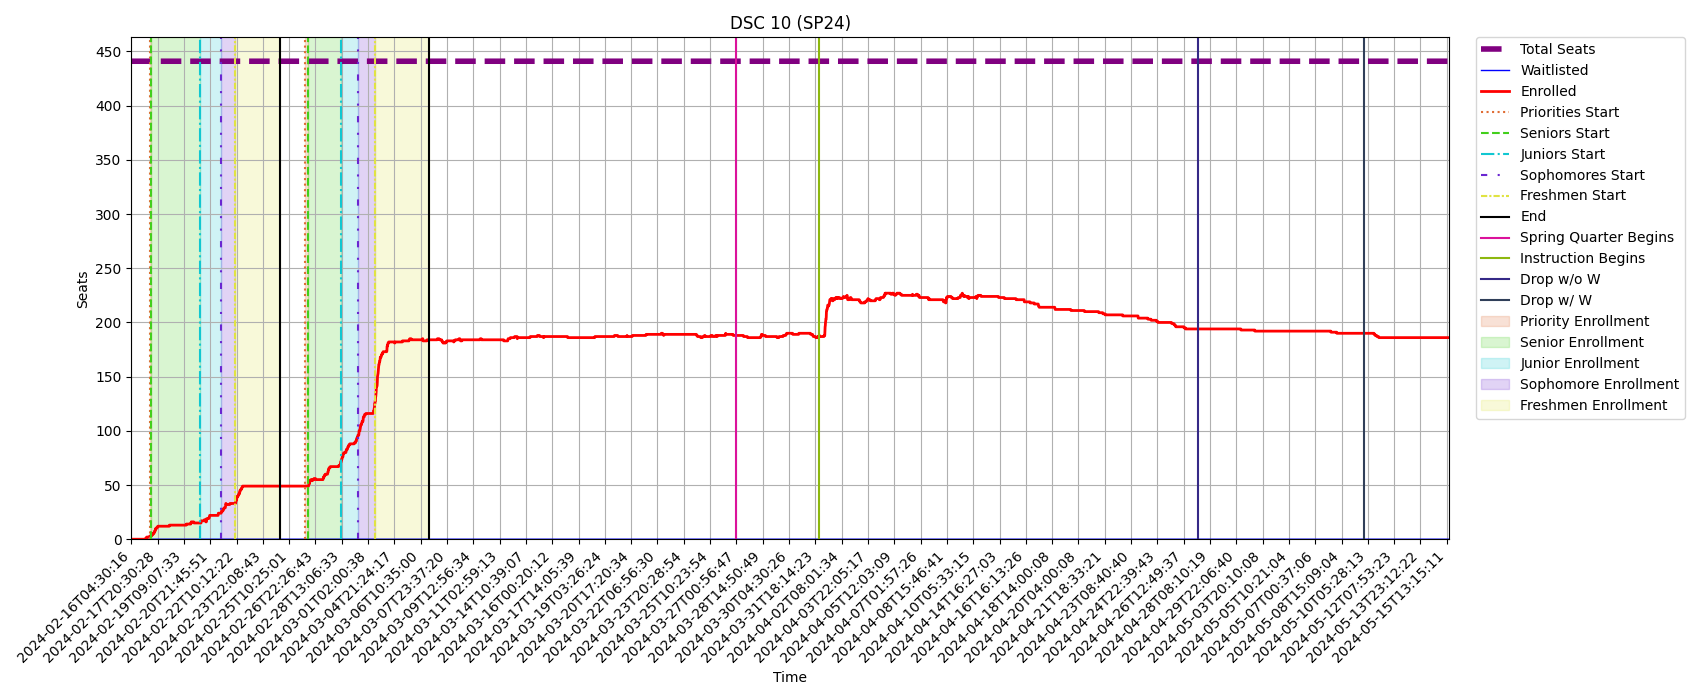 DSC 10 (SP24)
Seats
450
400
350
300
250
200
150
100
50
0
2024-02-16T04:30:16
2024-02-17T20:30:28
2024-02-19T09:07:33
2024-02-20T21:45:51
2024-02-22T10:12:22
2024-02-23T22:08:43
2024-02-25T10:25:01
2024-02-26T22:26:43
2024-02-28T13:06:33
2024-03-01T02:00:38
2024-03-04T21:24:17
2024-03-06T10:35:00
2024-03-07T23:37:20
2024-03-09T12:56:34
2024-03-11T02:59:13
2024-03-14T10:39:07
2024-03-16T00:20:12
2024-03-17T14:05:39
2024-03-19T03:26:24
2024-03-20T17:20:34
2024-03-22T06:56:30
2024-03-23T20:28:54
2024-03-25T10:23:54
2024-03-27T00:56:47
2024-03-28T14:50:49
2024-03-30T04:30:26
2024-03-31T18:14:23
2024-04-02T08:01:34
2024-04-03T22:05:17
2024-04-05T12:03:09
2024-04-07T01:57:26
2024-04-08T15:46:41
2024-04-10T05:33:15
2024-04-14T16:27:03
2024-04-16T16:13:26
2024-04-18T14:00:08
2024-04-20T04:00:08
2024-04-21T18:33:21
2024-04-23T08:40:40
2024-04-24T22:39:43
2024-04-26T12:49:37
2024-04-28T08:10:19
2024-04-29T22:06:40
2024-05-03T20:10:08
2024-05-05T10:21:04
2024-05-07T00:37:06
2024-05-08T15:09:04
2024-05-10T05:28:13
2024-05-12T07:53:23
2024-05-13T23:12:22
2024-05-15T13:15:11
Time
Total Seats
Waitlisted
Enrolled
Priorities Start
Seniors Start
Juniors Start
Sophomores Start
Freshmen Start
End
Spring Quarter Begins
Instruction Begins
Drop w/o W
Drop w/ W
Priority Enrollment
Senior Enrollment
Junior Enrollment
Sophomore Enrollment
Freshmen Enrollment